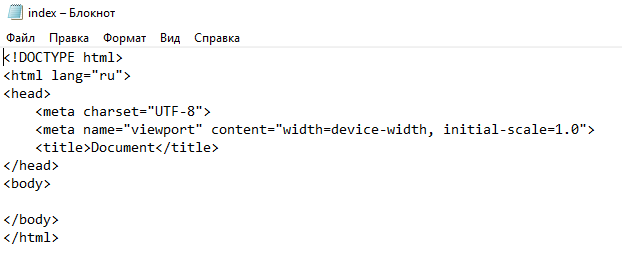 index – Блокнот
Файл Правка Формат Вид Справка
<!DOCTYPE html>
<html lang="ru">
<head>
    <meta charset="UTF-8">
    <meta name="viewport" content="width=device-width, initial-scale=1.0">
    <title>Document</title>
</head>
<body>

</body>
</html>